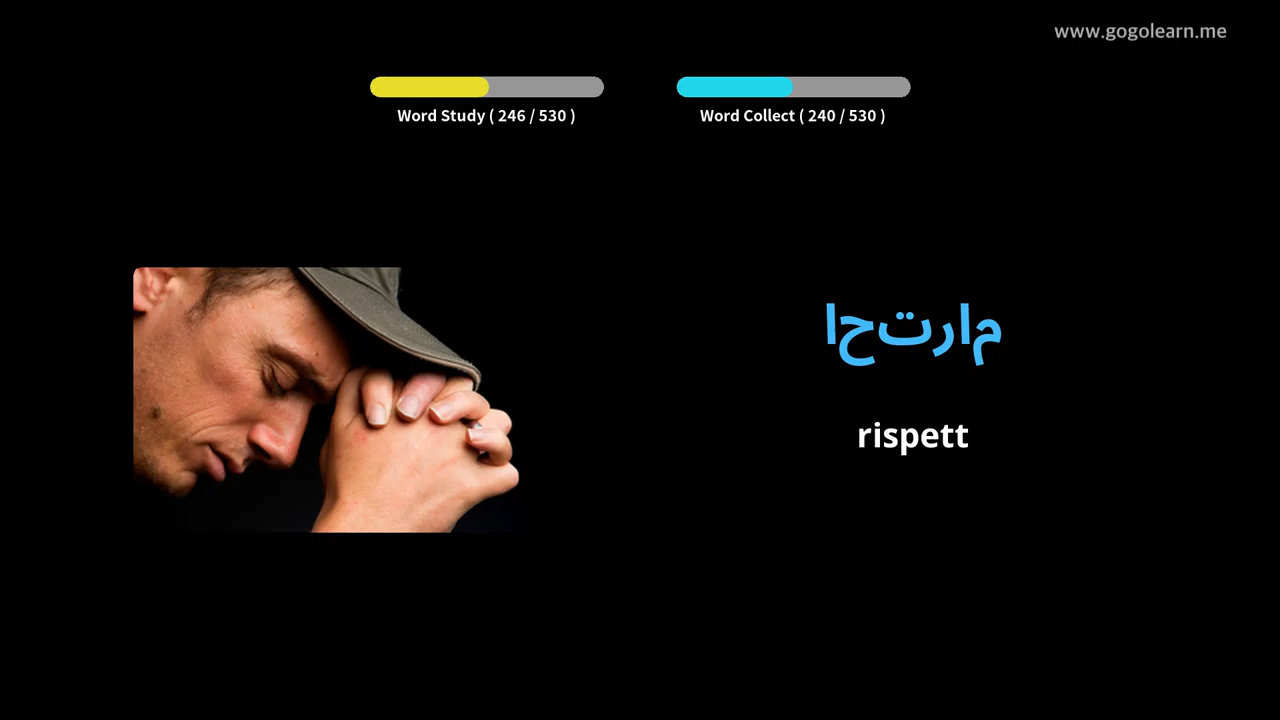 www.gogolearn.me
Word Study ( 246 / 530 )
Word Collect ( 240 / 530 )
احترام
rispett